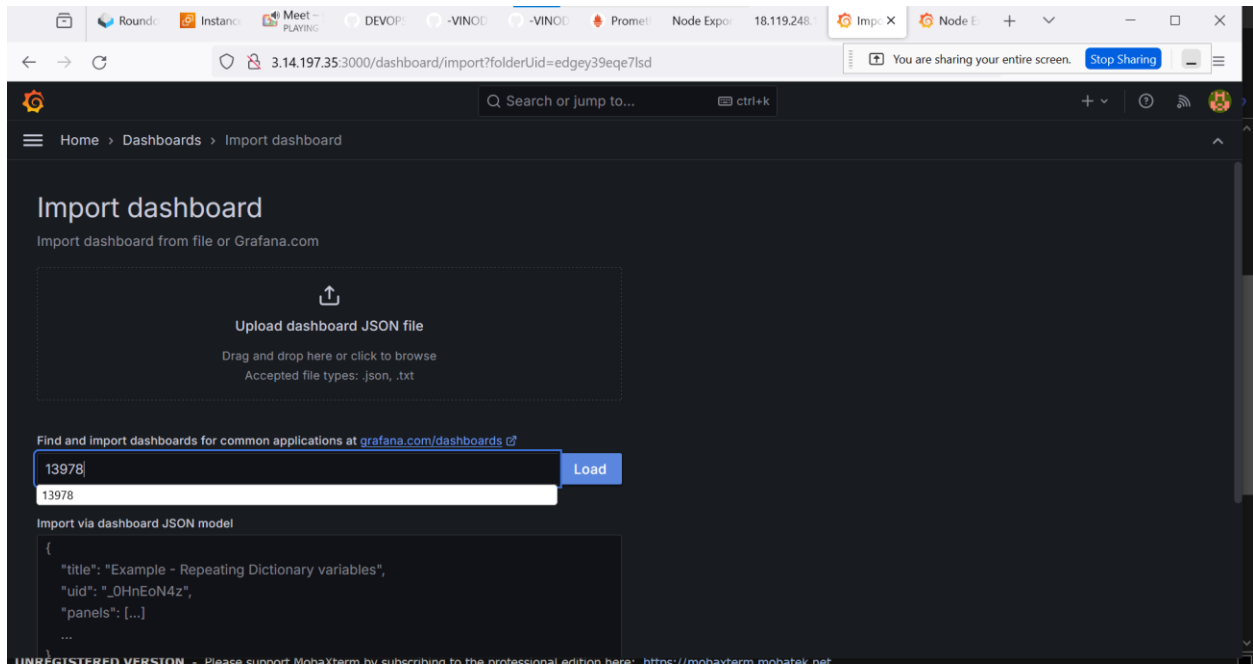 Roundc Instanc Meet – DEVOP: -VINOD -VINOD Promet Node Expor 18.119.248. Impo Node E
PLAYING
3.14.197.35:3000/dashboard/import?folderUid=edgey39eqe7lsd You are sharing your entire screen. Stop Sharing
Search or jump to... ctrl+k
Home › Dashboards › Import dashboard
Import dashboard
Import dashboard from file or Grafana.com
Upload dashboard JSON file
Drag and drop here or click to browse
Accepted file types: .json, .txt
Find and import dashboards for common applications at grafana.com/dashboards
13978 Load
13978
Import via dashboard JSON model
{
"title": "Example - Repeating Dictionary variables",
"uid": "_0HnEoN4z",
"panels": [...]
...
}
UNREGISTERED VERSION - Please support MobaXterm by subscribing to the professional edition here: https://mobaxterm.mobatek.net